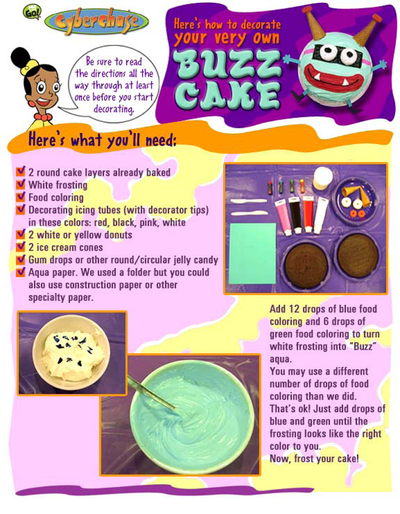 GO!
Cyberchase
Here's how to decorate
your very own
BUZZ
CAKE
Be sure to read
the directions all the
way through at least
once before you start
decorating.
Here's what you'll need:
2 round cake layers already baked
White frosting
Food coloring
Decorating icing tubes (with decorator tips)
in these colors: red, black, pink, white
2 white or yellow donuts
2 ice cream cones
Gum drops or other round/circular jelly candy
Aqua paper. We used a folder but you could
also use construction paper or other
specialty paper.
Add 12 drops of blue food
coloring and 6 drops of
green food coloring to turn
white frosting into "Buzz"
aqua.
You may use a different
number of drops of food
coloring than we did.
That's ok! Just add drops of
blue and green until the
frosting looks like the right
color to you.
Now, frost your cake!